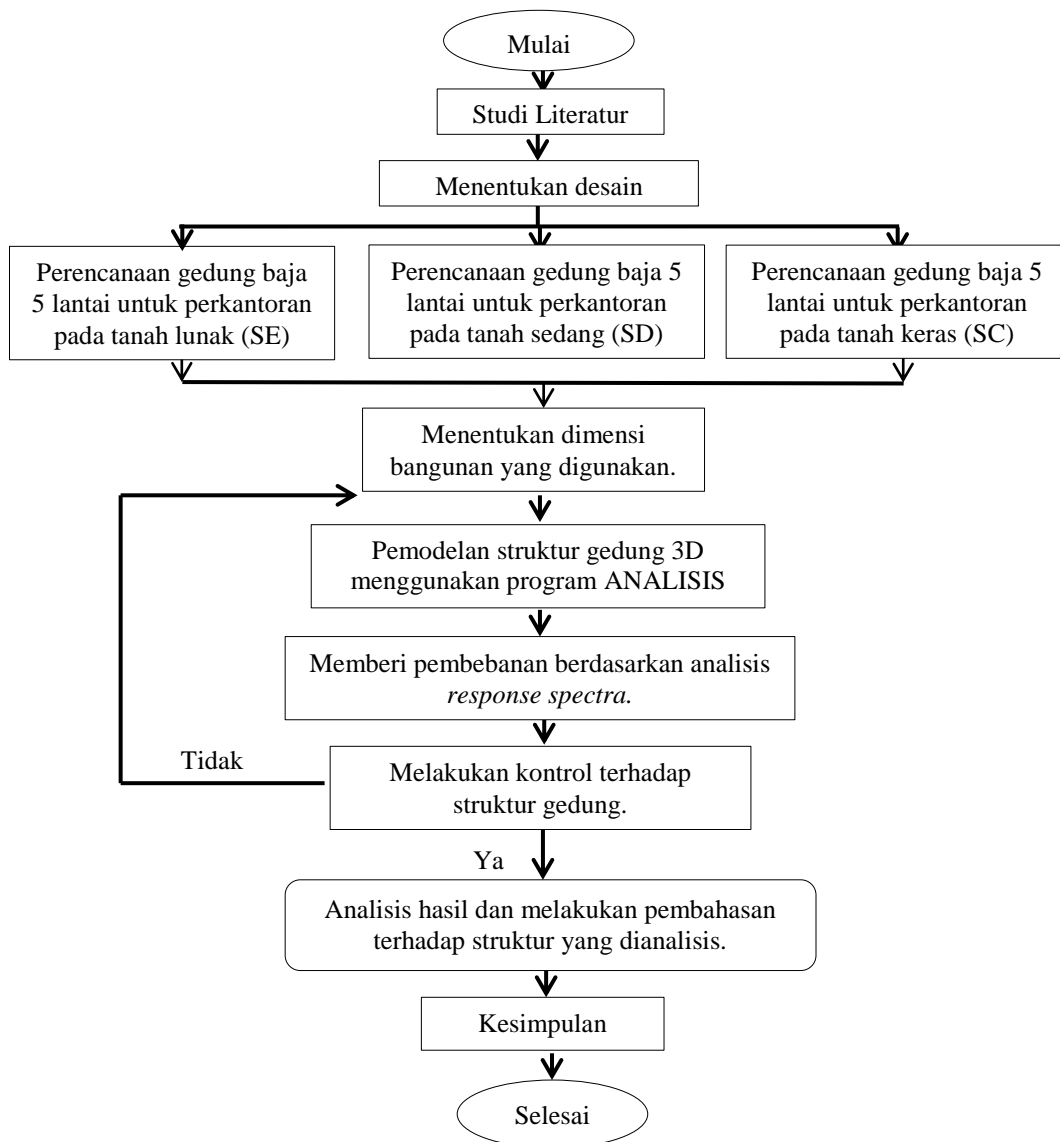 Mulai
Studi Literatur
Menentukan desain
Perencanaan gedung baja
5 lantai untuk perkantoran
pada tanah lunak (SE)
Perencanaan gedung baja 5
lantai untuk perkantoran
pada tanah sedang (SD)
Perencanaan gedung baja 5
lantai untuk perkantoran
pada tanah keras (SC)
Menentukan dimensi
bangunan yang digunakan.
Pemodelan struktur gedung 3D
menggunakan program ANALISIS
Memberi pembebanan berdasarkan analisis
response spectra.
Tidak
Melakukan kontrol terhadap
struktur gedung.
Ya
Analisis hasil dan melakukan pembahasan
terhadap struktur yang dianalisis.
Kesimpulan
Selesai